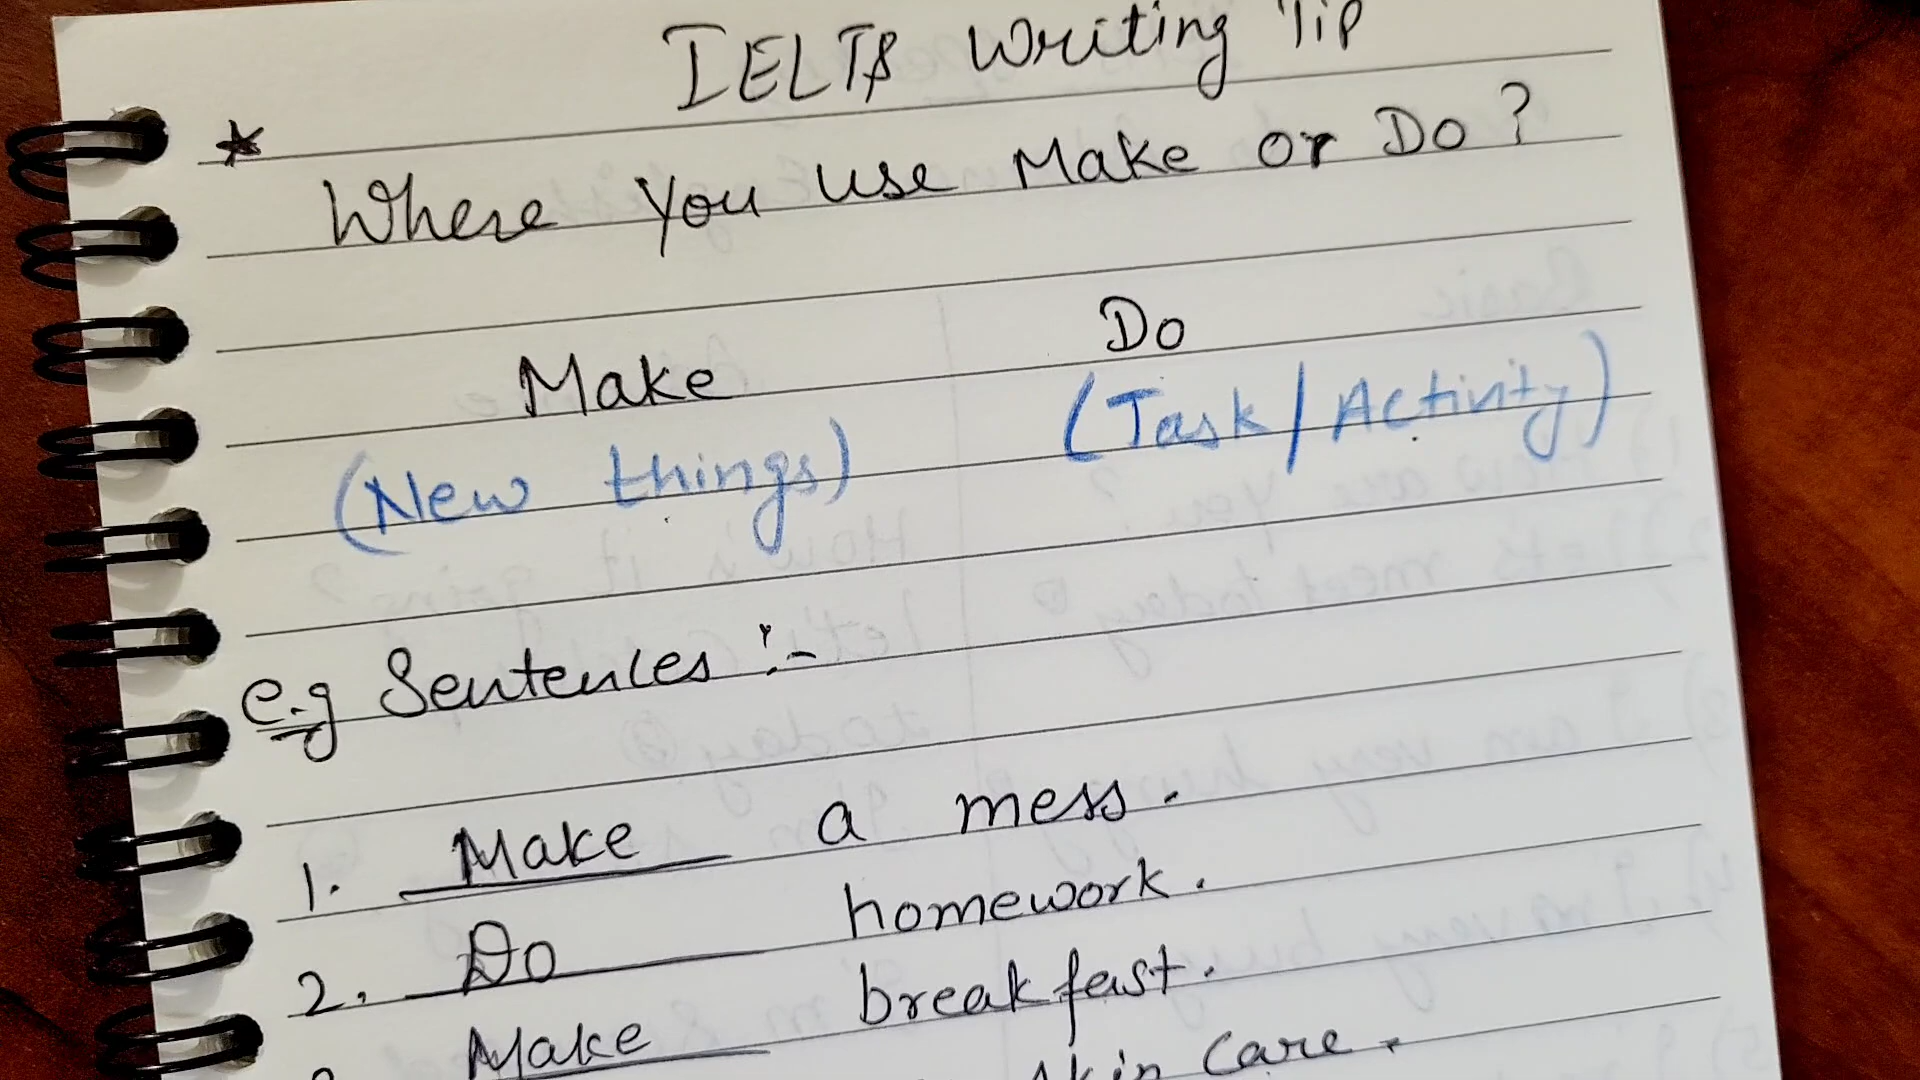 IELTS Writing Tip
* Where You use Make or Do?
Make Do
(New things) (Task/Activity)
e.g Sentences :-
1. Make a mess.
2. Do homework.
Make breakfast.
skin care.